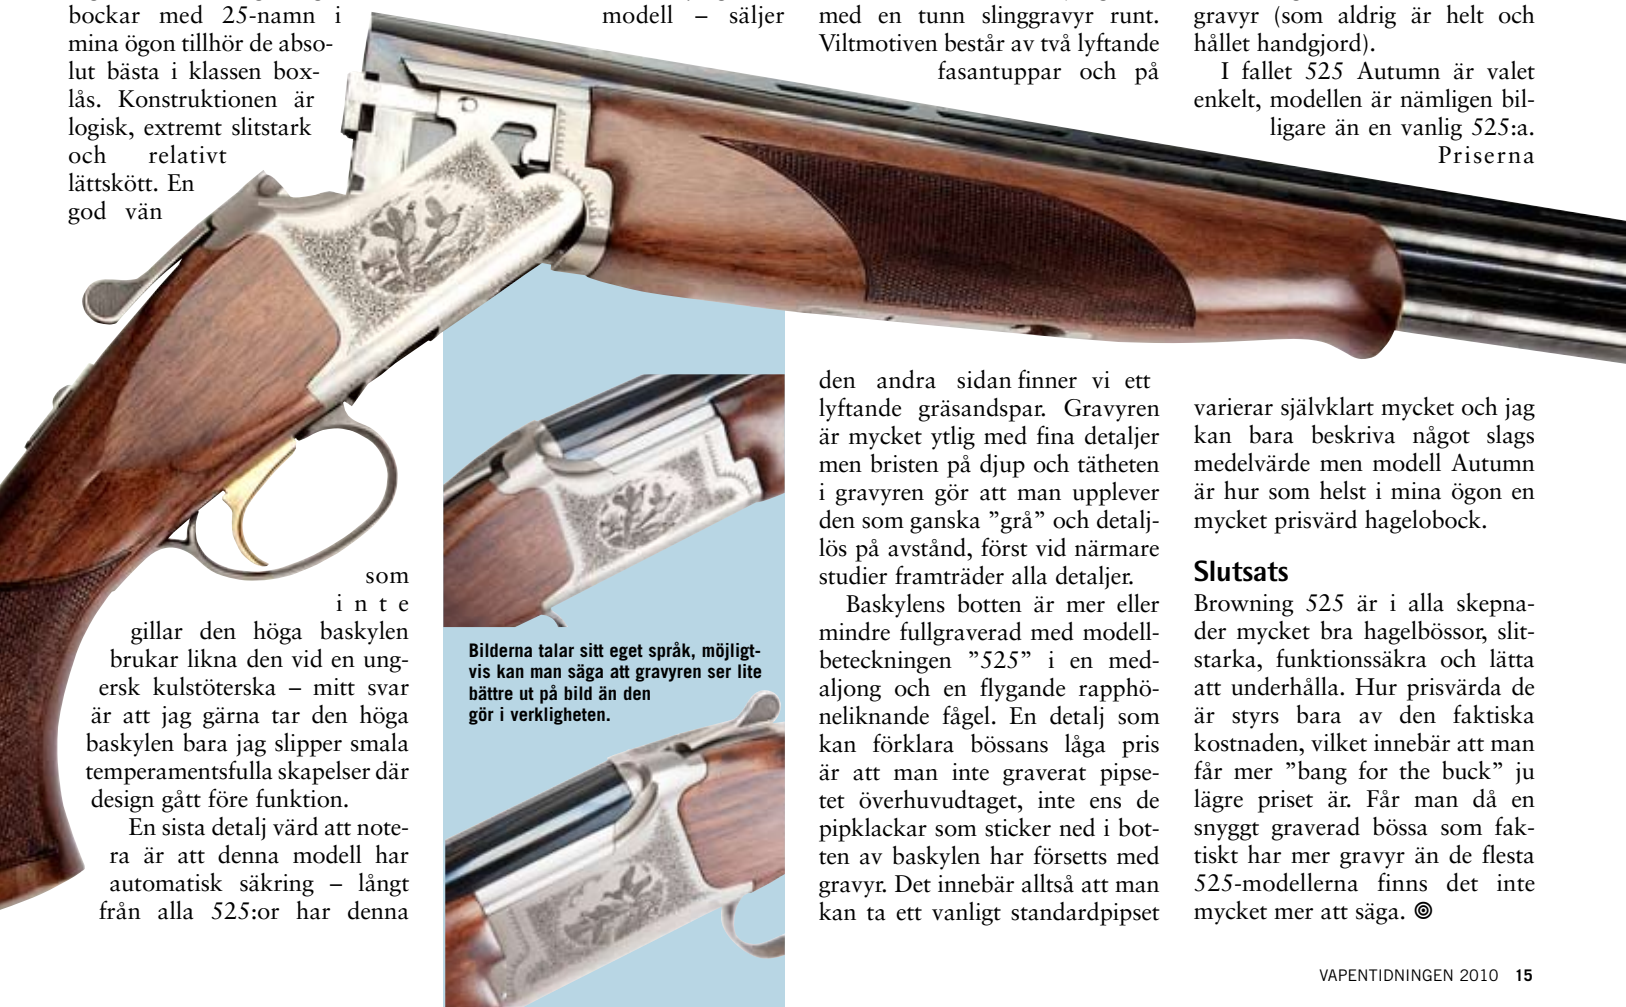 bockar med 25-namn i
mina ögon tillhör de abso-
lut bästa i klassen box-
lås. Konstruktionen är
logisk, extremt slitstark
och relativt
lättskött. En
god vän
som
inte
gillar den höga baskylen
brukar likna den vid en ung-
ersk kulstöterska – mitt svar
är att jag gärna tar den höga
baskylen bara jag slipper smala
temperamentsfulla skapelser där
design gått före funktion.
En sista detalj värd att note-
ra är att denna modell har
automatisk säkring – långt
från alla 525:or har denna
modell – säljer
Bilderna talar sitt eget språk, möjligt-
vis kan man säga att gravyren ser lite
bättre ut på bild än den
gör i verkligheten.
med en tunn slinggravyr runt.
Viltmotiven består av två lyftande
fasantuppar och på
den andra sidan finner vi ett
lyftande gräsandspar. Gravyren
är mycket ytlig med fina detaljer
men bristen på djup och tätheten
i gravyren gör att man upplever
den som ganska ”grå” och detalj-
lös på avstånd, först vid närmare
studier framträder alla detaljer.
Baskylens botten är mer eller
mindre fullgraverad med modell-
beteckningen ”525” i en med-
aljong och en flygande rapphö-
neliknande fågel. En detalj som
kan förklara bössans låga pris
är att man inte graverat pipse-
tet överhuvudtaget, inte ens de
pipklackar som sticker ned i bot-
ten av baskylen har försetts med
gravyr. Det innebär alltså att man
kan ta ett vanligt standardpipset
gravyr (som aldrig är helt och
hållet handgjord).
I fallet 525 Autumn är valet
enkelt, modellen är nämligen bil-
ligare än en vanlig 525:a.
Priserna
varierar självklart mycket och jag
kan bara beskriva något slags
medelvärde men modell Autumn
är hur som helst i mina ögon en
mycket prisvärd hagelobock.
Slutsats
Browning 525 är i alla skepna-
der mycket bra hagelbössor, slit-
starka, funktionssäkra och lätta
att underhålla. Hur prisvärda de
är styrs bara av den faktiska
kostnaden, vilket innebär att man
får mer ”bang for the buck” ju
lägre priset är. Får man då en
snyggt graverad bössa som fak-
tiskt har mer gravyr än de flesta
525-modellerna finns det inte
mycket mer att säga.
VAPENTIDNINGEN 2010 15